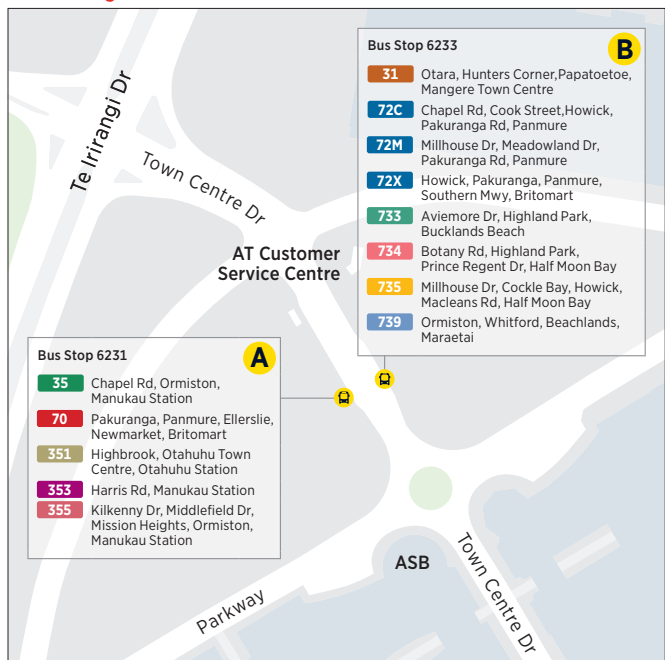 Te Irirangi Dr
Town Centre Dr
AT Customer
Service Centre
Bus Stop 6233
B
31 Otara, Hunters Corner,Papatoetoe,
Mangere Town Centre
72C Chapel Rd, Cook Street,Howick,
Pakuranga Rd, Panmure
72M Millhouse Dr, Meadowland Dr,
Pakuranga Rd, Panmure
72X Howick, Pakuranga, Panmure,
Southern Mwy, Britomart
733 Aviemore Dr, Highland Park,
Bucklands Beach
734 Botany Rd, Highland Park,
Prince Regent Dr, Half Moon Bay
735 Millhouse Dr, Cockle Bay, Howick,
Macleans Rd, Half Moon Bay
739 Ormiston, Whitford, Beachlands,
Maraetai
Bus Stop 6231
A
35 Chapel Rd, Ormiston,
Manukau Station
70 Pakuranga, Panmure, Ellerslie,
Newmarket, Britomart
351 Highbrook, Otahuhu Town
Centre, Otahuhu Station
353 Harris Rd, Manukau Station
355 Kilkenny Dr, Middlefield Dr,
Mission Heights, Ormiston,
Manukau Station
ASB
Parkway
Town Centre Dr